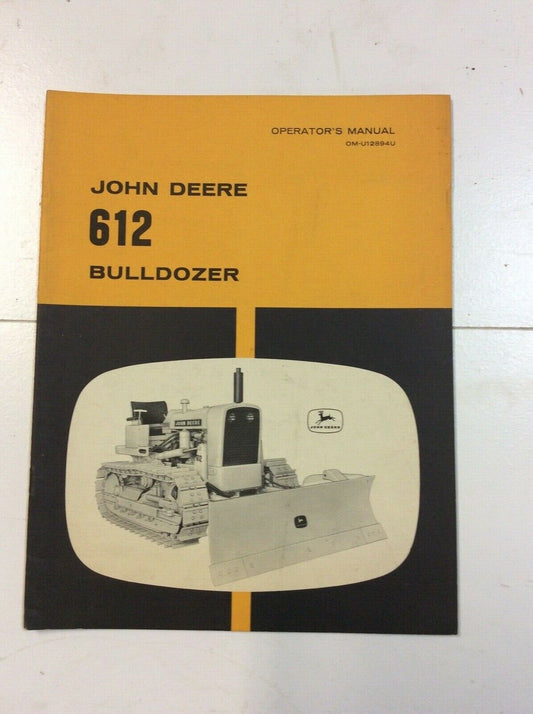 OPERATOR'S MANUAL
OM-U12894U
JOHN DEERE
612
BULLDOZER
JOHN DEERE
JOHN DEERE